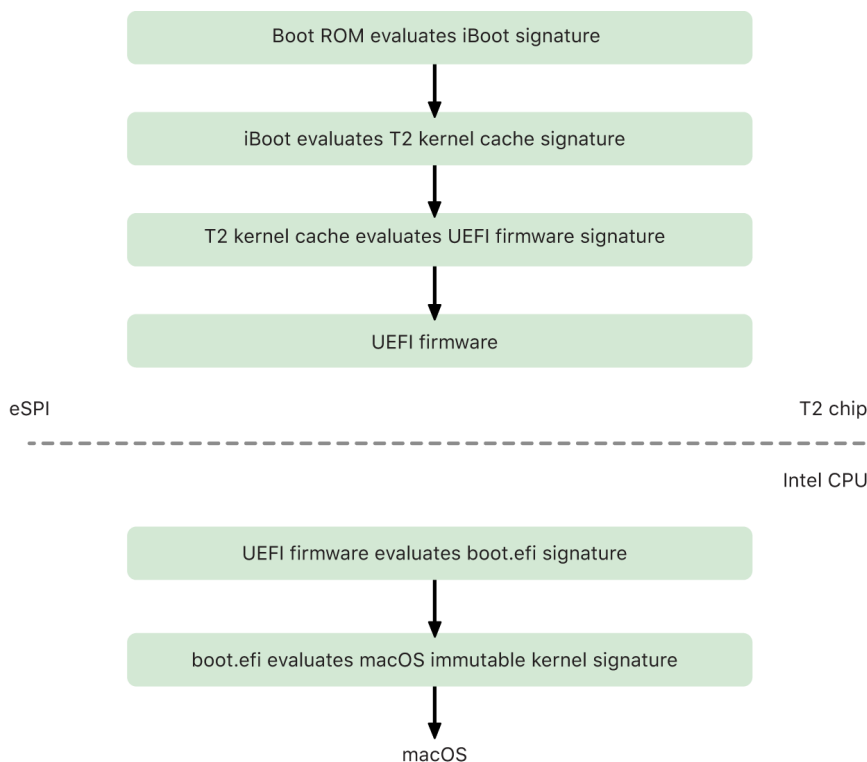 Boot ROM evaluates iBoot signature
iBoot evaluates T2 kernel cache signature
T2 kernel cache evaluates UEFI firmware signature
UEFI firmware
eSPI
T2 chip
Intel CPU
UEFI firmware evaluates boot.efi signature
boot.efi evaluates macOS immutable kernel signature
macOS